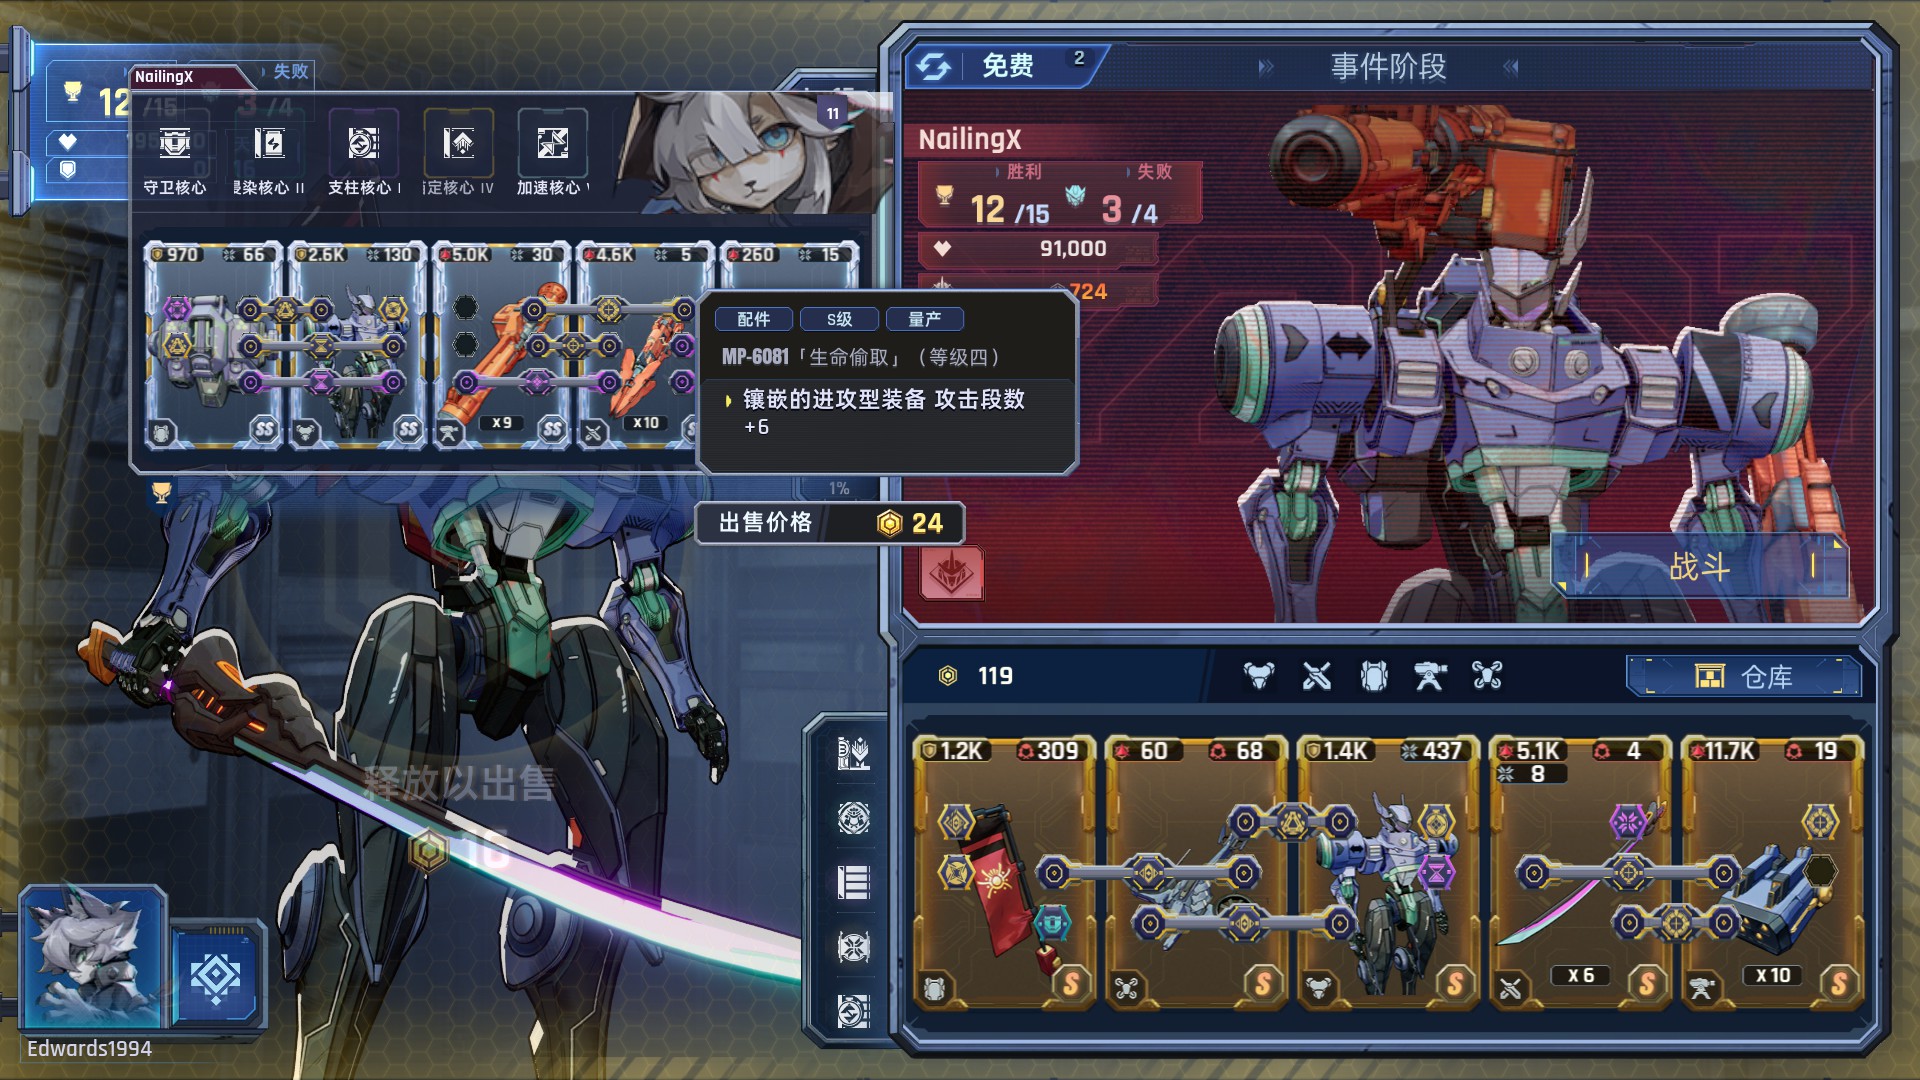 失败
NailingX
12 /15
3 /4
11
守卫核心
浸染核心 II
支柱核心 I
加速核心 V
970 66
2.6K 130
5.0K 30
4.6K 5
260 15
SS
SS
x9
SS
x10
配件
S级
量产
MP-6081「生命偷取」（等级四）
镶嵌的进攻型装备 攻击段数
+6
1%
出售价格 24
释放以出售
16
Edwards1994
免费 2
事件阶段
NailingX
胜利
失败
12 /15
3 /4
91,000
724
战斗
119
仓库
1.2K 309
60 68
1.4K 437
5.1K 4
8
11.7K 19
S
S
S
x6
S
x10
S